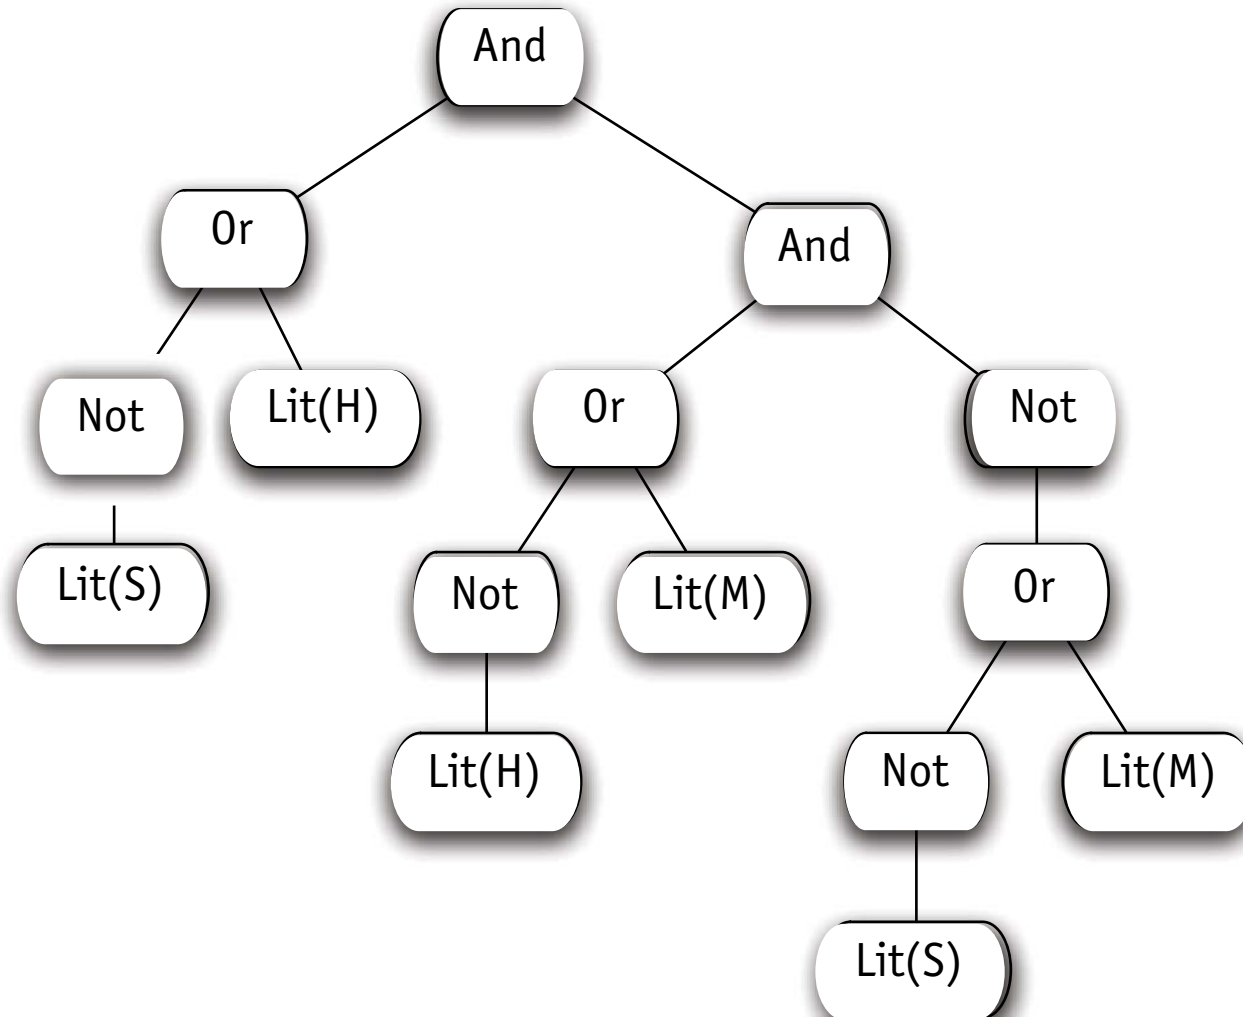 And
Or
And
Not
Lit(H)
Or
Not
Lit(S)
Not
Lit(M)
Or
Lit(H)
Not
Lit(M)
Lit(S)